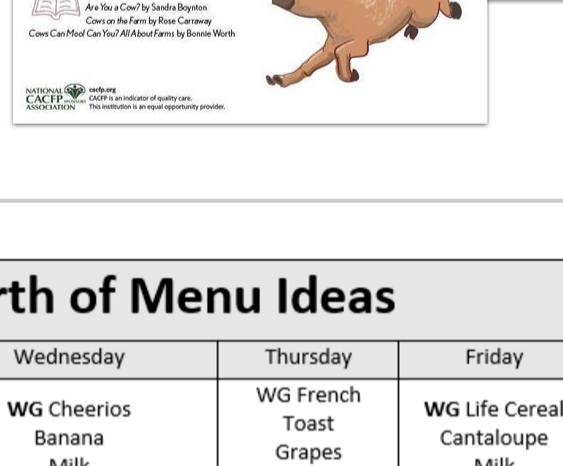 Are You a Cow? by Sandra Boynton
Cows on the Farm by Rose Carraway
Cows Can Moo! Can You? All About Farms by Bonnie Worth
NATIONAL
CACFP SPONSORS
ASSOCIATION
cacfp.org
CACFP is an indicator of quality care.
This institution is an equal opportunity provider.
rth of Menu Ideas
Wednesday
Thursday
Friday
WG Cheerios
Banana
Milk
WG French
Toast
Grapes
WG Life Cereal
Cantaloupe
Milk